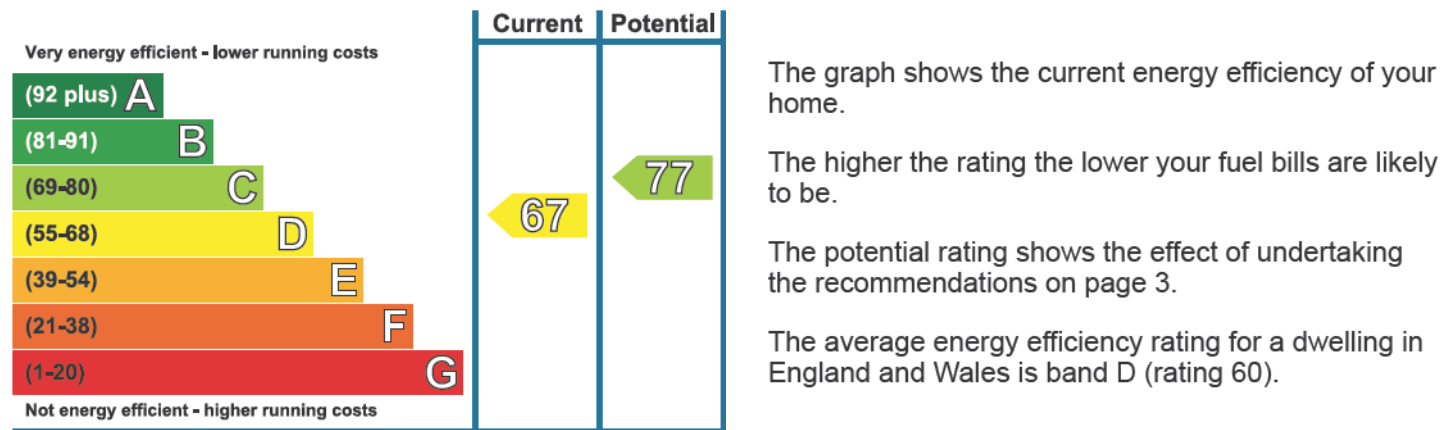 Current Potential
Very energy efficient - lower running costs
(92 plus) A
(81-91) B
(69-80) C
(55-68) D
(39-54) E
(21-38) F
(1-20) G
Not energy efficient - higher running costs
67
77
The graph shows the current energy efficiency of your
home.
The higher the rating the lower your fuel bills are likely
to be.
The potential rating shows the effect of undertaking
the recommendations on page 3.
The average energy efficiency rating for a dwelling in
England and Wales is band D (rating 60).